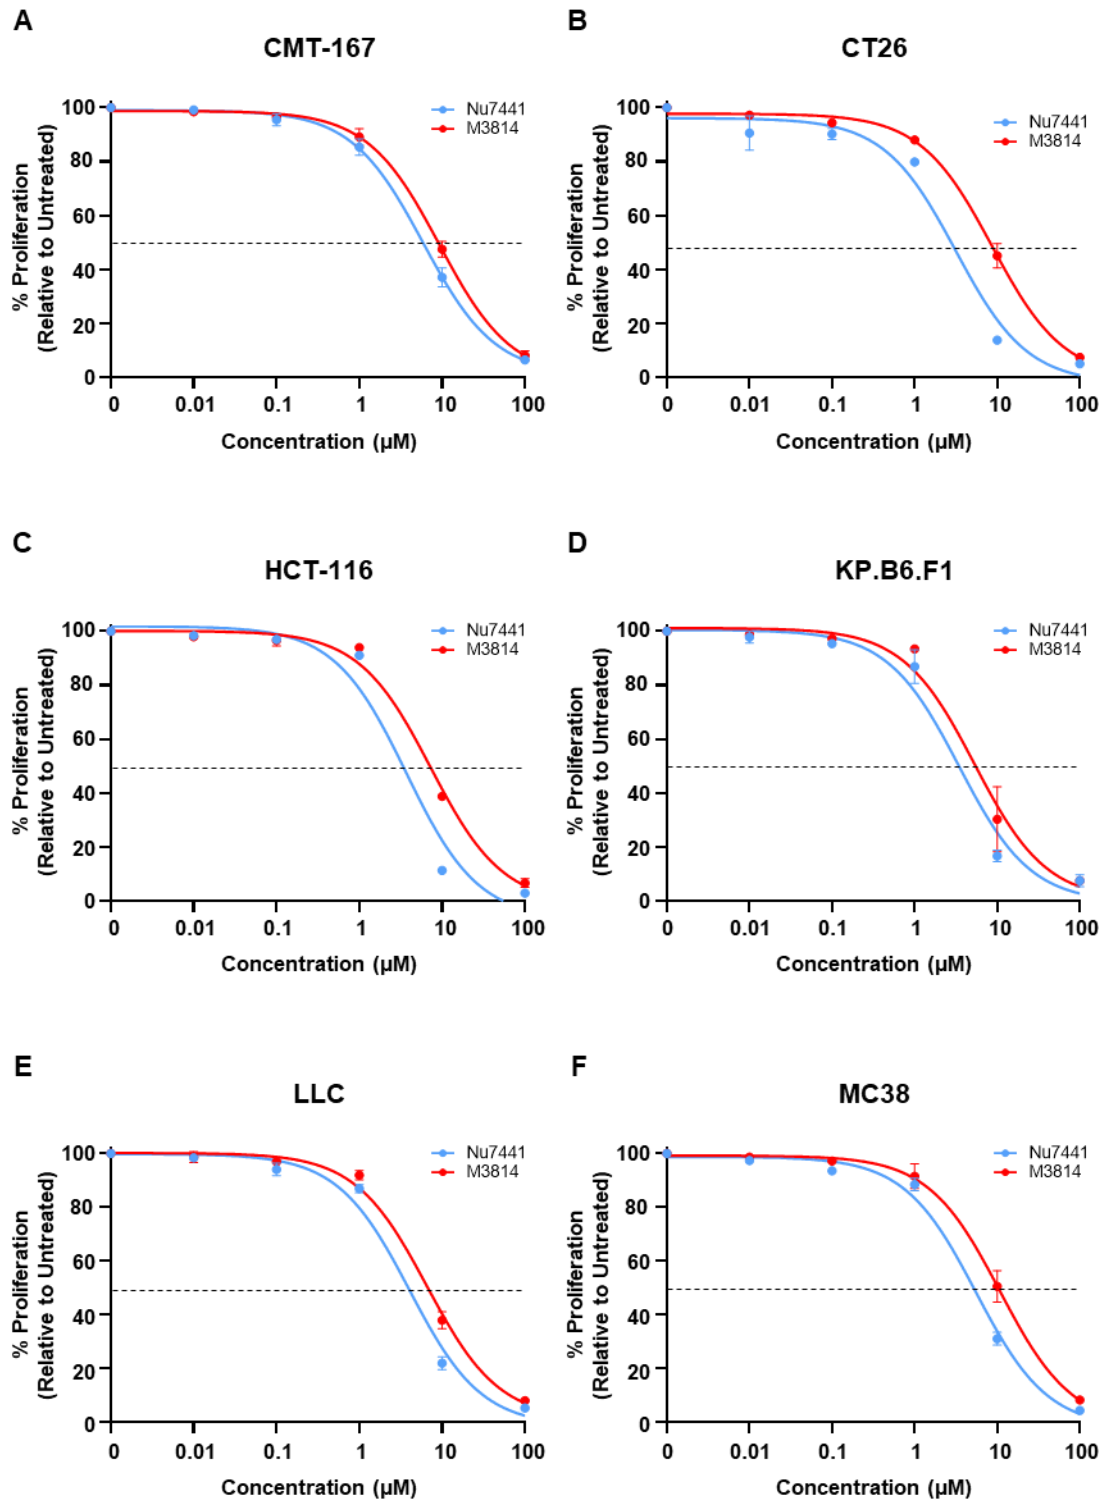 A
CMT-167
% Proliferation
(Relative to Untreated)
100
80
60
40
20
0
Nu7441
M3814
0 0.01 0.1 1 10 100
Concentration (µM)
B
CT26
% Proliferation
(Relative to Untreated)
100
80
60
40
20
0
Nu7441
M3814
0 0.01 0.1 1 10 100
Concentration (µM)
C
HCT-116
% Proliferation
(Relative to Untreated)
100
80
60
40
20
0
Nu7441
M3814
0 0.01 0.1 1 10 100
Concentration (µM)
D
KP.B6.F1
% Proliferation
(Relative to Untreated)
100
80
60
40
20
0
Nu7441
M3814
0 0.01 0.1 1 10 100
Concentration (µM)
E
LLC
% Proliferation
(Relative to Untreated)
100
80
60
40
20
0
Nu7441
M3814
0 0.01 0.1 1 10 100
Concentration (µM)
F
MC38
% Proliferation
(Relative to Untreated)
100
80
60
40
20
0
Nu7441
M3814
0 0.01 0.1 1 10 100
Concentration (µM)